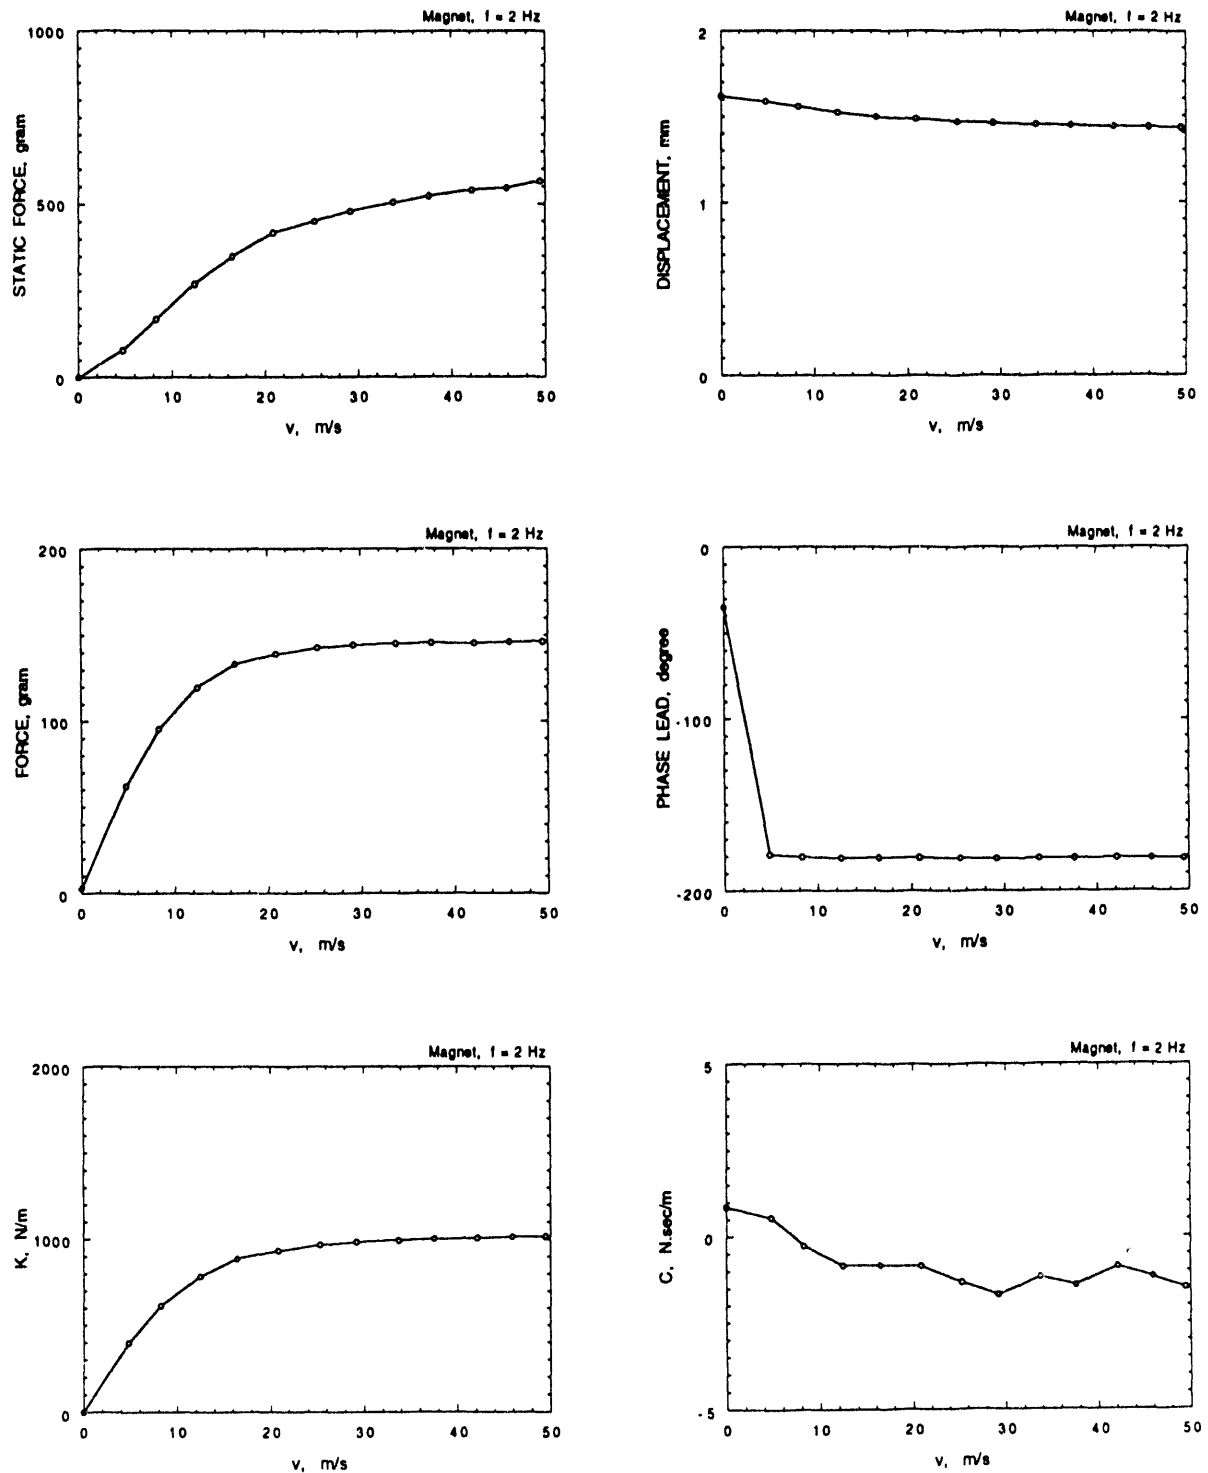 Magnet, f = 2 Hz
1000
500
0
STATIC FORCE, gram
0 10 20 30 40 50
v, m/s
Magnet, f = 2 Hz
2
1
0
DISPLACEMENT, mm
0 10 20 30 40 50
v, m/s
Magnet, f = 2 Hz
200
100
0
FORCE, gram
0 10 20 30 40 50
v, m/s
Magnet, f = 2 Hz
0
-100
-200
PHASE LEAD, degree
0 10 20 30 40 50
v, m/s
Magnet, f = 2 Hz
2000
1000
0
K, N/m
0 10 20 30 40 50
v, m/s
Magnet, f = 2 Hz
5
0
-5
C, N.sec/m
0 10 20 30 40 50
v, m/s